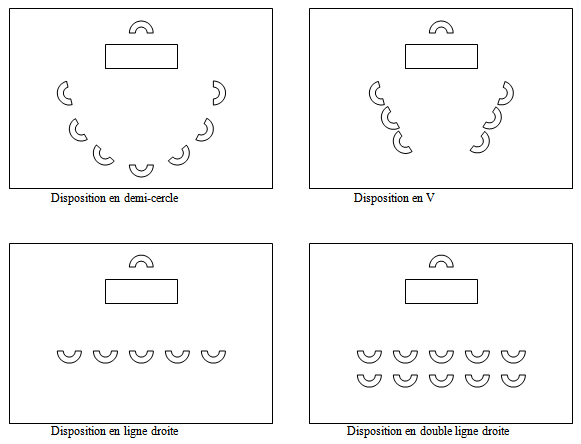 Disposition en demi-cercle
Disposition en V
Disposition en ligne droite
Disposition en double ligne droite